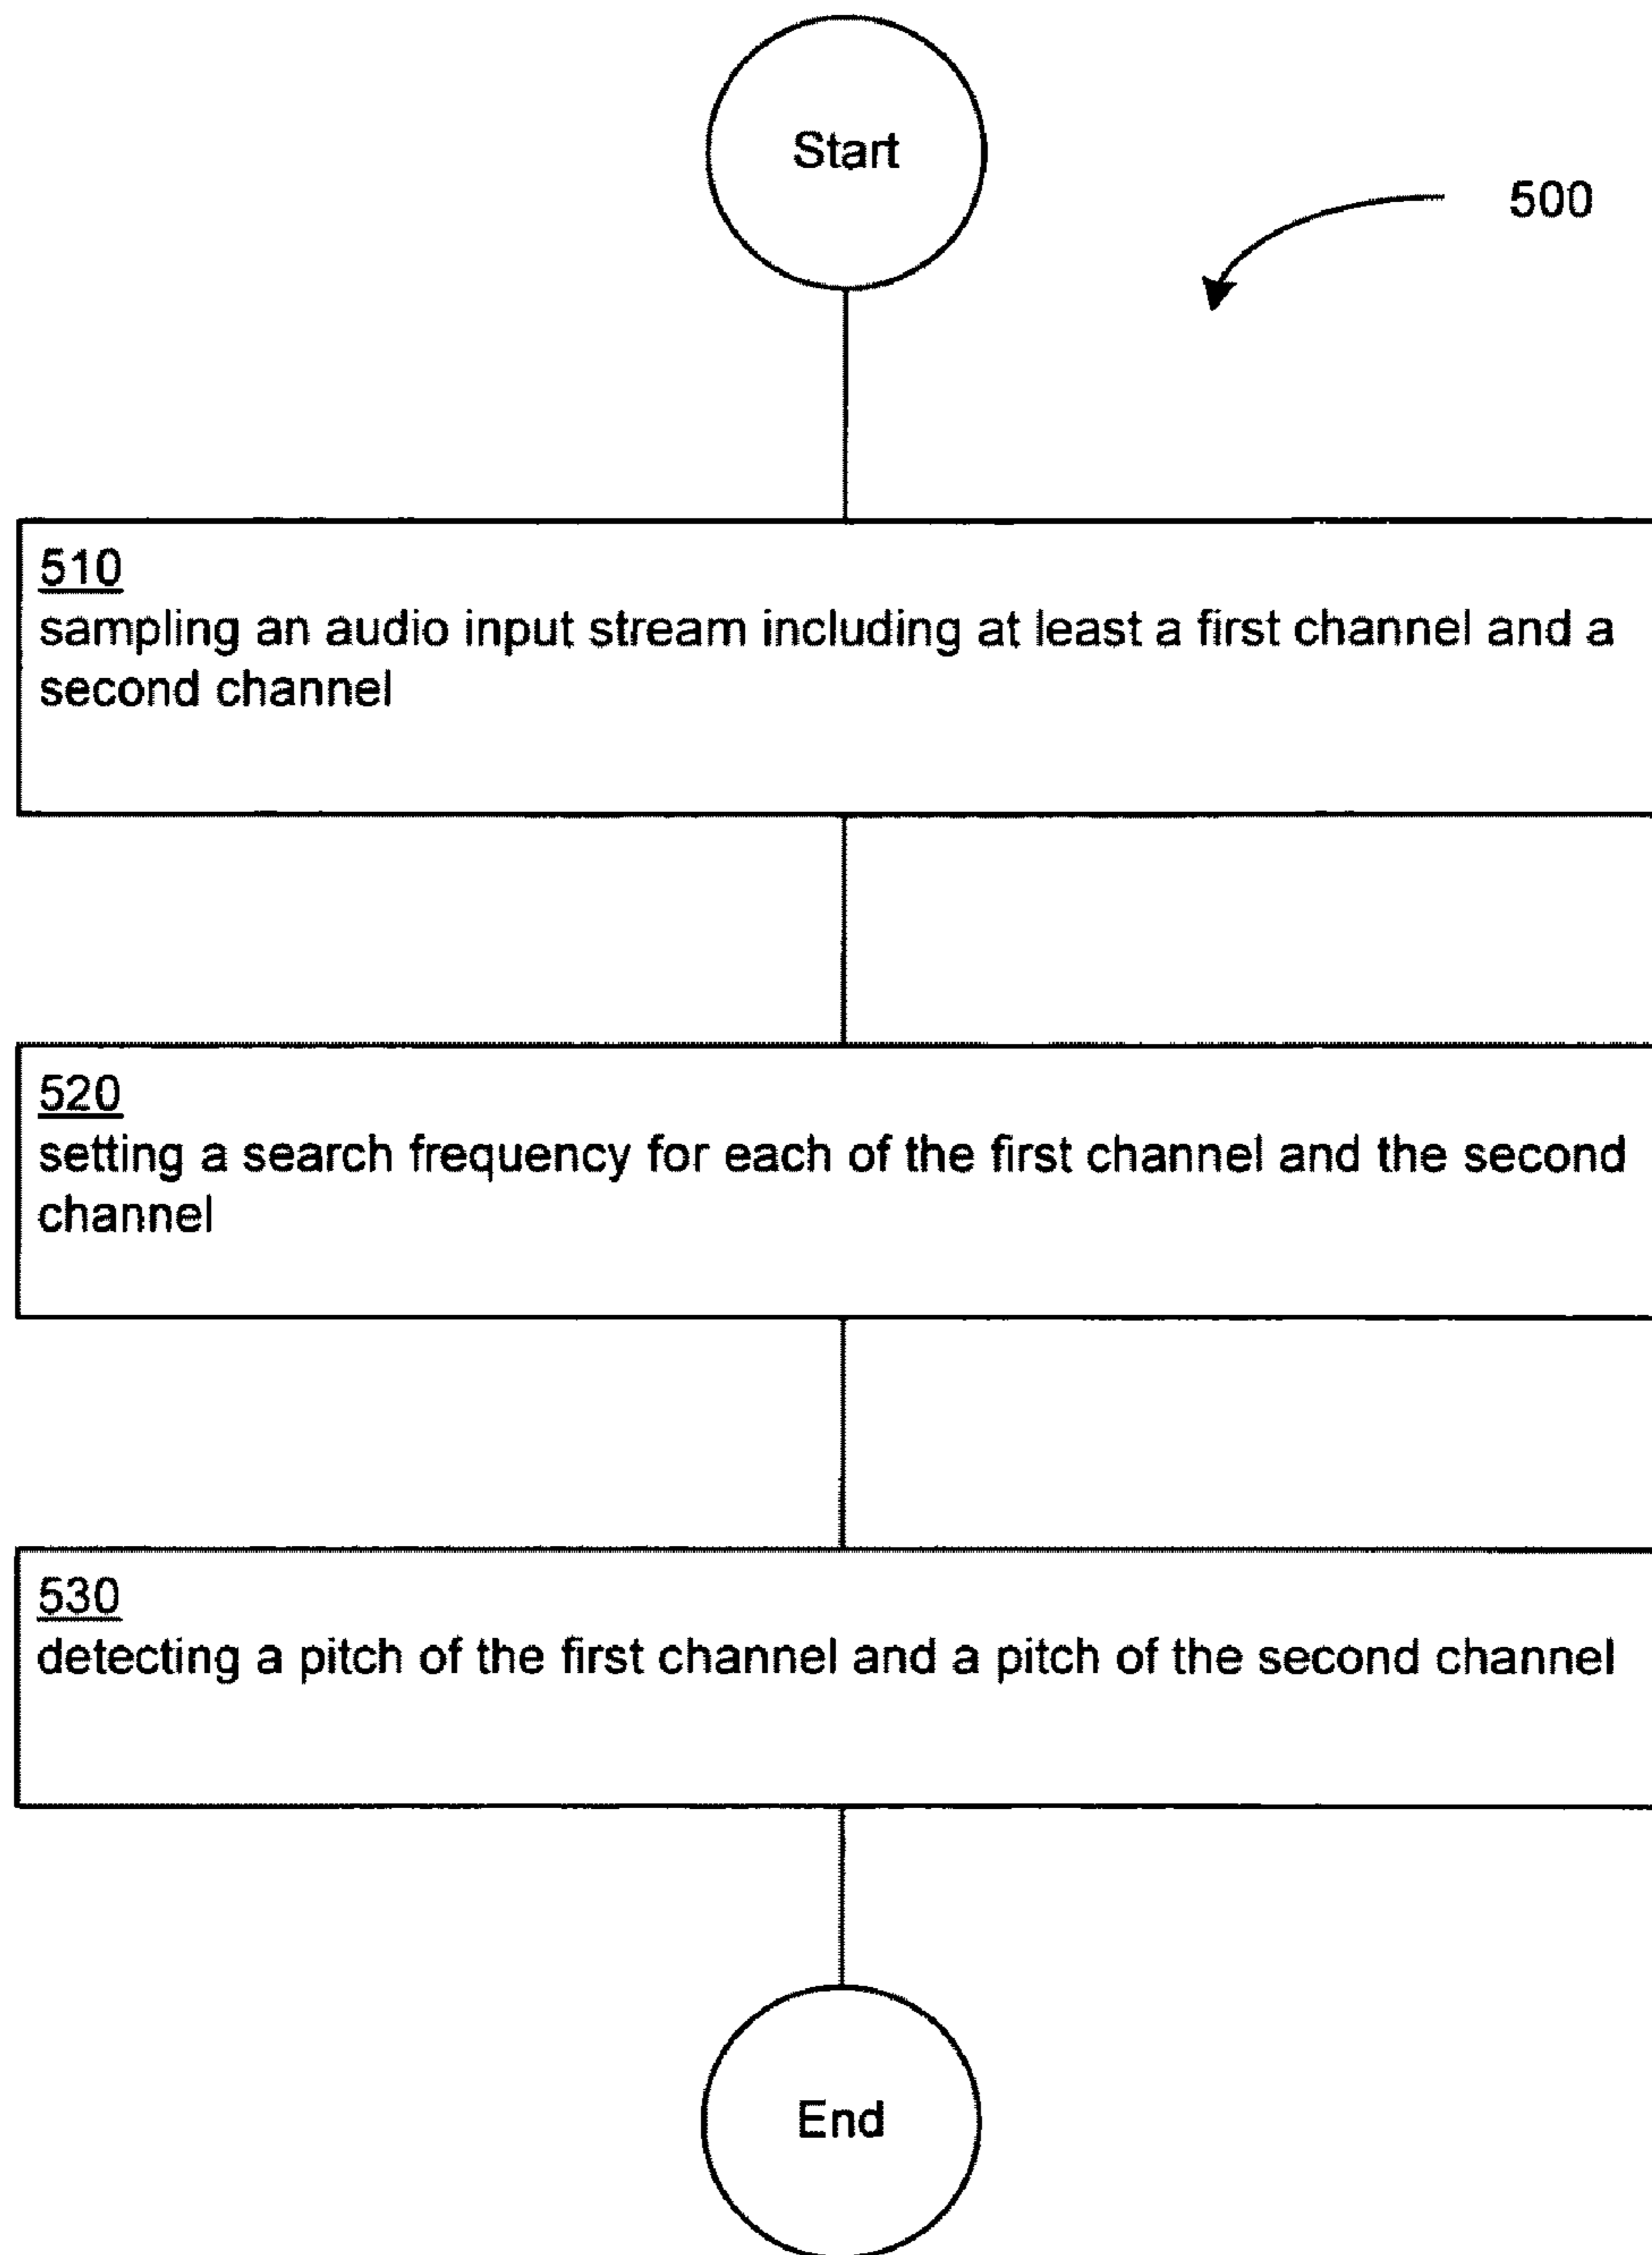 Start
500
510
sampling an audio input stream including at least a first channel and a
second channel
520
setting a search frequency for each of the first channel and the second
channel
530
detecting a pitch of the first channel and a pitch of the second channel
End